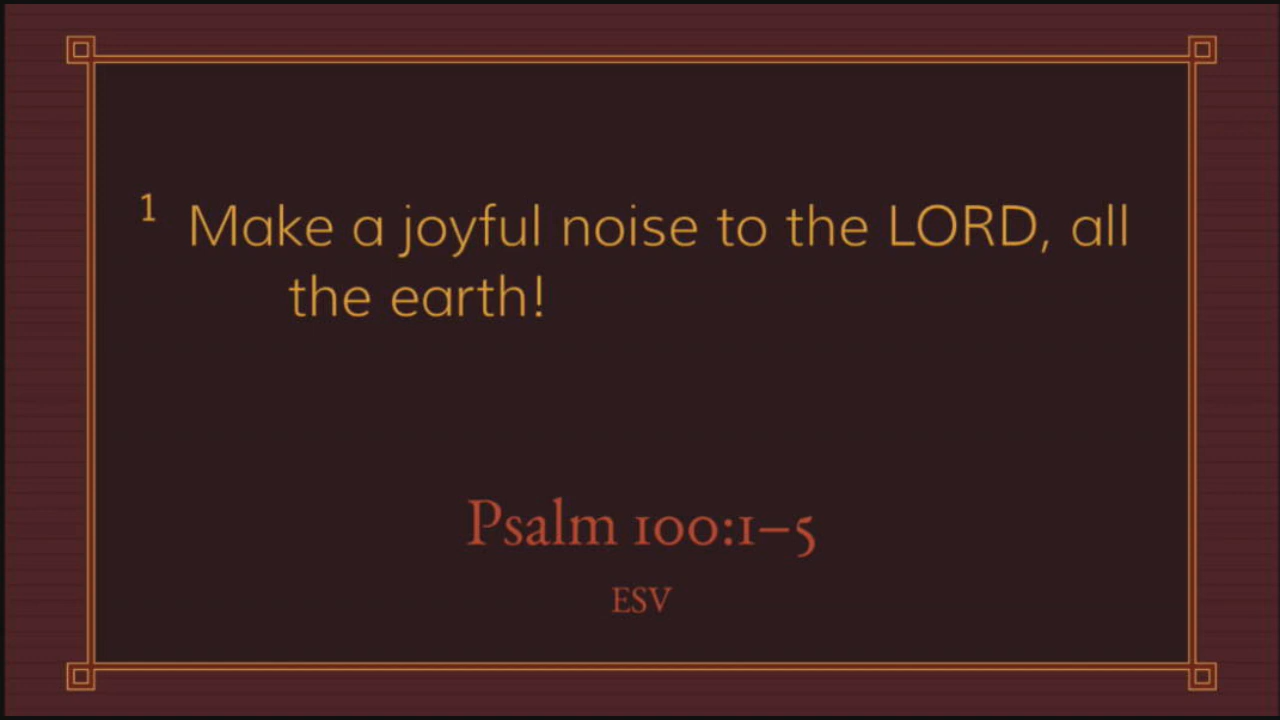 1 Make a joyful noise to the LORD, all
the earth!
Psalm 100:1–5
ESV